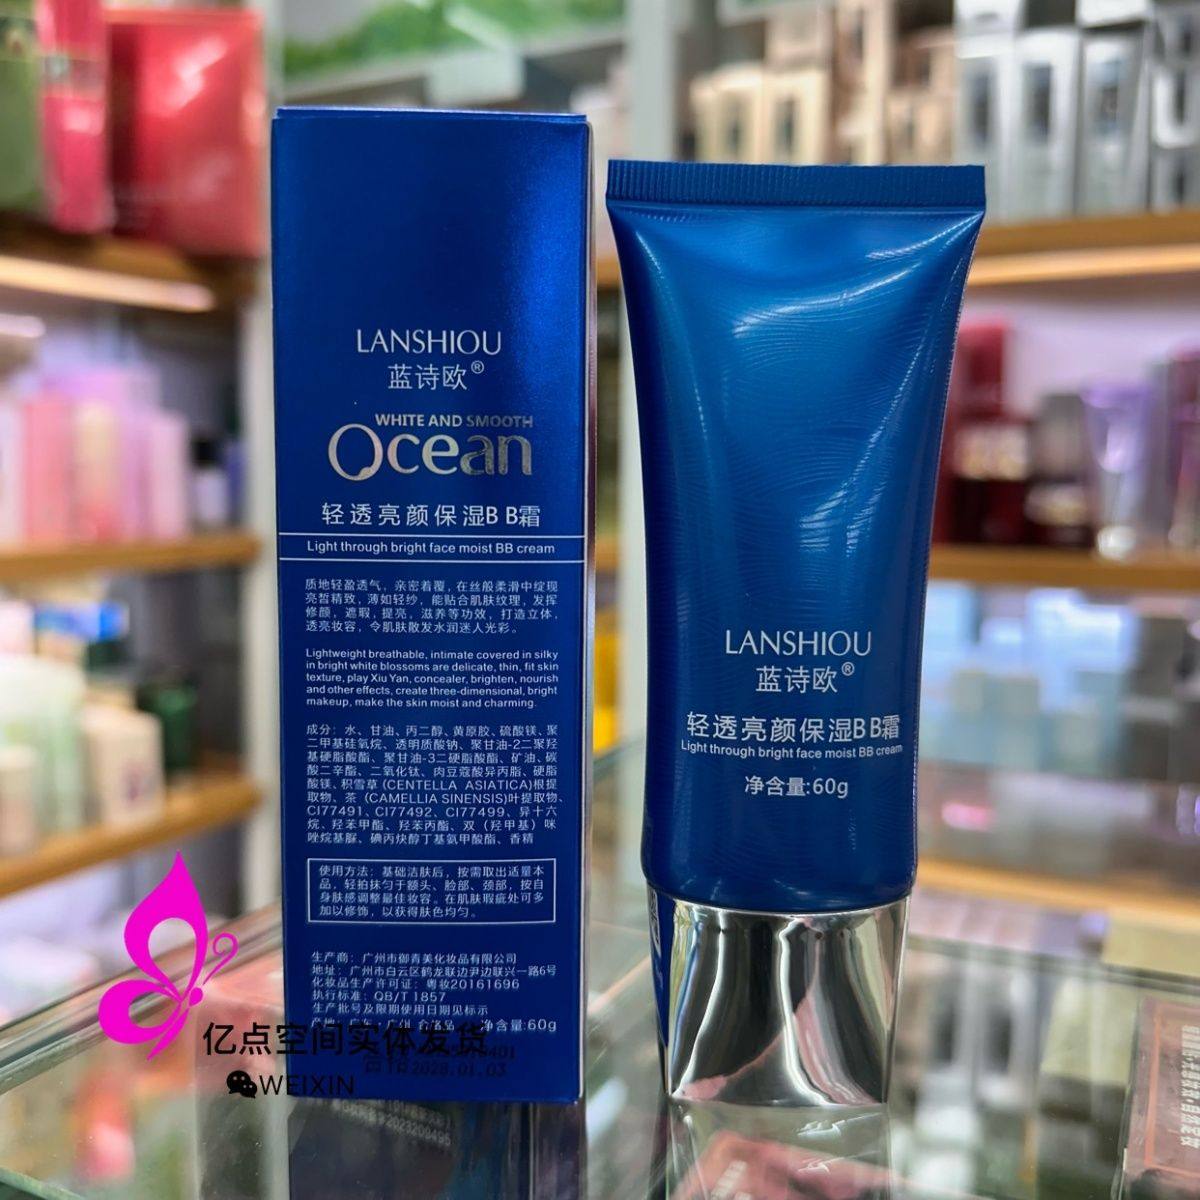 LANSHIOU
蓝诗欧®
WHITE AND SMOOTH
Ocean
轻透亮颜保湿BB霜
Light through bright face moist BB cream
质地轻盈透气，亲密着覆，在丝般柔滑中绽现
亮皙精致，薄如轻纱，能贴合肌肤纹理，发挥
修颜，遮瑕，提亮，滋养等功效，打造立体，
透亮妆容，令肌肤散发水润迷人光彩。
Lightweight breathable, intimate covered in silky
in bright white blossoms are delicate, thin, fit skin
texture, play Xiu Yan, concealer, brighten, nourish
and other effects, create three-dimensional, bright
makeup, make the skin moist and charming.
成分：水、甘油、丙二醇、黄原胶、硫酸镁、聚
二甲基硅氧烷、透明质酸钠、聚甘油-2二聚羟
基硬脂酸酯、聚甘油-3二硬脂酸酯、矿油、碳
酸二辛酯、二氧化钛、肉豆蔻酸异丙脂、硬脂
酸镁、积雪草(CENTELLA ASIATICA)根提
取物、茶（CAMELLIA SINENSIS)叶提取物、
CI77491、CI77492、CI77499、异十六
烷、羟苯甲酯、羟苯丙酯、双（羟甲基）咪
唑烷基脲、碘丙炔醇丁基氨甲酸酯、香精
使用方法：基础洁肤后，按需取出适量本
品，轻拍抹匀于额头、脸部、颈部，按自
身肤感调整最佳妆容。在肌肤瑕疵处可多
加以修饰，以获得肤色均匀。
生产商：广州市御青美化妆品有限公司
地址：广州市白云区鹤龙联边尹边联兴一路6号
化妆品生产许可证：粤妆20161696
执行标准：QB/T 1857
生产批号及限期使用日期见标示
净含量:60g
2028.01.03
亿点空间实体发货
WEIXIN
LANSHIOU
蓝诗欧®
轻透亮颜保湿BB霜
Light through bright face moist BB cream
净含量:60g